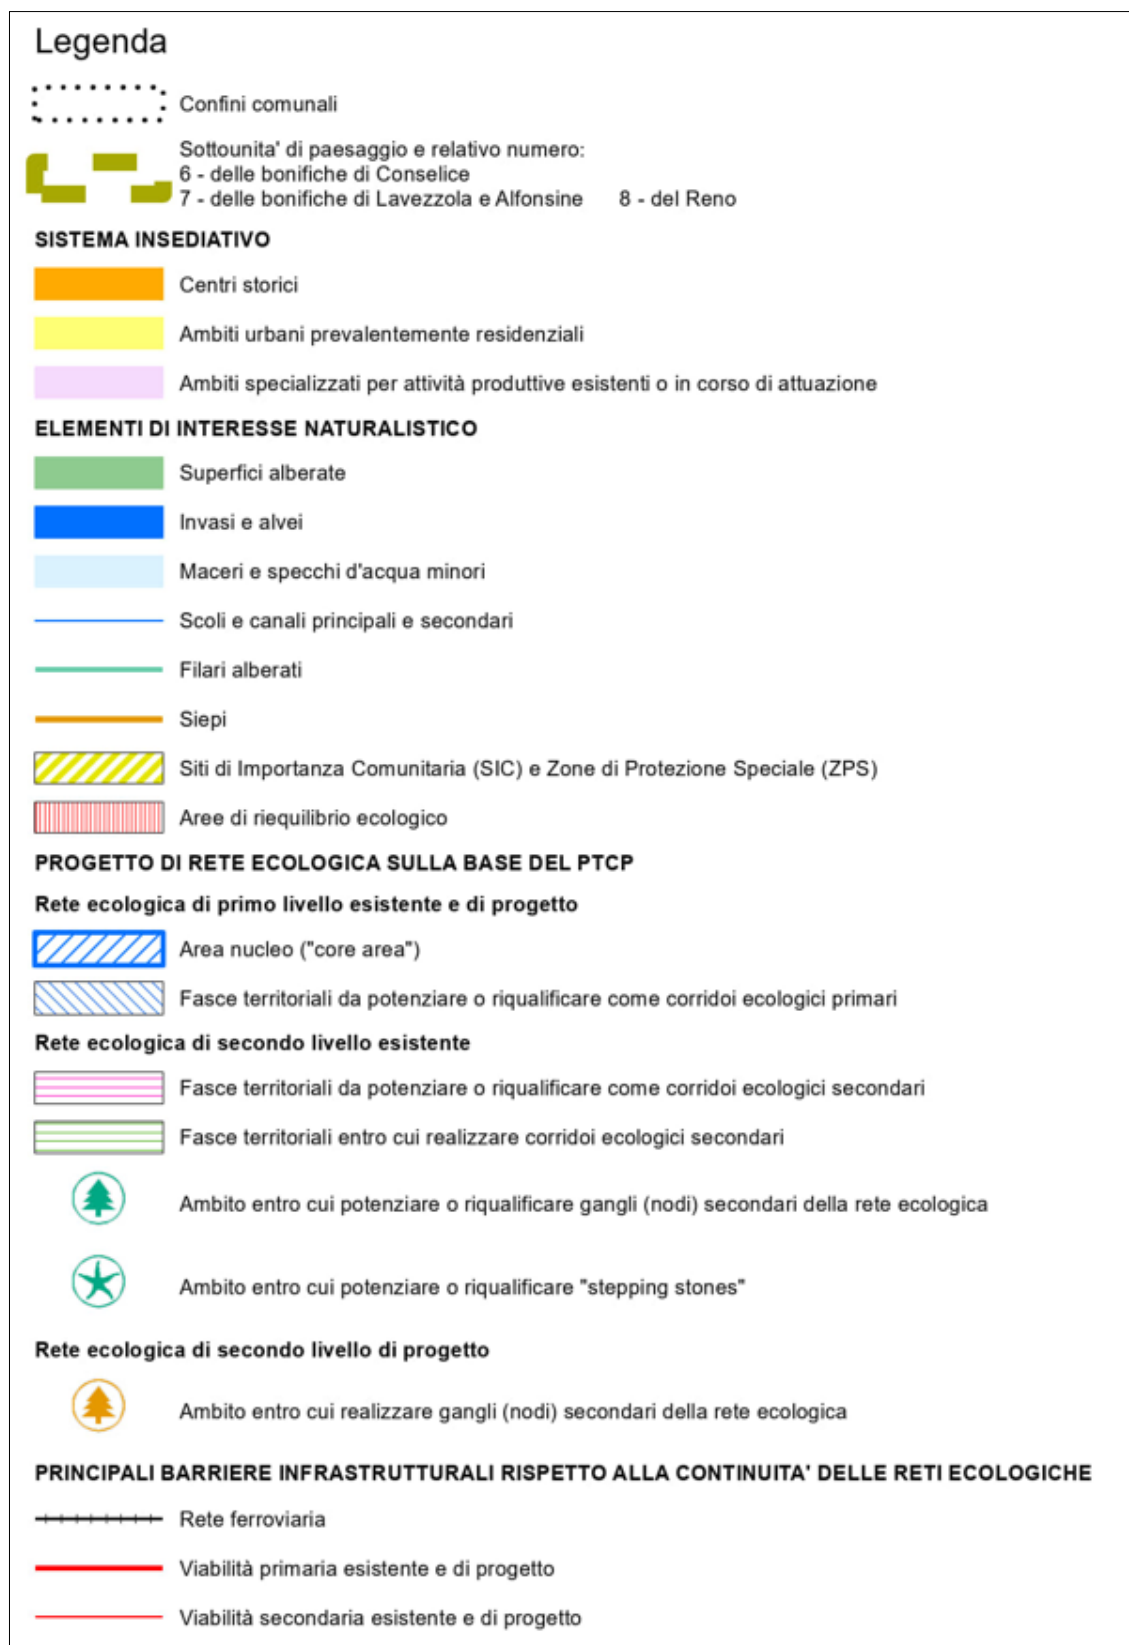 Legenda
Confini comunali
Sottounita' di paesaggio e relativo numero:
6 - delle bonifiche di Conselice
7 - delle bonifiche di Lavezzola e Alfonsine 8 - del Reno
SISTEMA INSEDIATIVO
Centri storici
Ambiti urbani prevalentemente residenziali
Ambiti specializzati per attività produttive esistenti o in corso di attuazione
ELEMENTI DI INTERESSE NATURALISTICO
Superfici alberate
Invasi e alvei
Maceri e specchi d'acqua minori
Scoli e canali principali e secondari
Filari alberati
Siepi
Siti di Importanza Comunitaria (SIC) e Zone di Protezione Speciale (ZPS)
Aree di riequilibrio ecologico
PROGETTO DI RETE ECOLOGICA SULLA BASE DEL PTCP
Rete ecologica di primo livello esistente e di progetto
Area nucleo ("core area")
Fasce territoriali da potenziare o riqualificare come corridoi ecologici primari
Rete ecologica di secondo livello esistente
Fasce territoriali da potenziare o riqualificare come corridoi ecologici secondari
Fasce territoriali entro cui realizzare corridoi ecologici secondari
Ambito entro cui potenziare o riqualificare gangli (nodi) secondari della rete ecologica
Ambito entro cui potenziare o riqualificare "stepping stones"
Rete ecologica di secondo livello di progetto
Ambito entro cui realizzare gangli (nodi) secondari della rete ecologica
PRINCIPALI BARRIERE INFRASTRUTTURALI RISPETTO ALLA CONTINUITA' DELLE RETI ECOLOGICHE
Rete ferroviaria
Viabilità primaria esistente e di progetto
Viabilità secondaria esistente e di progetto